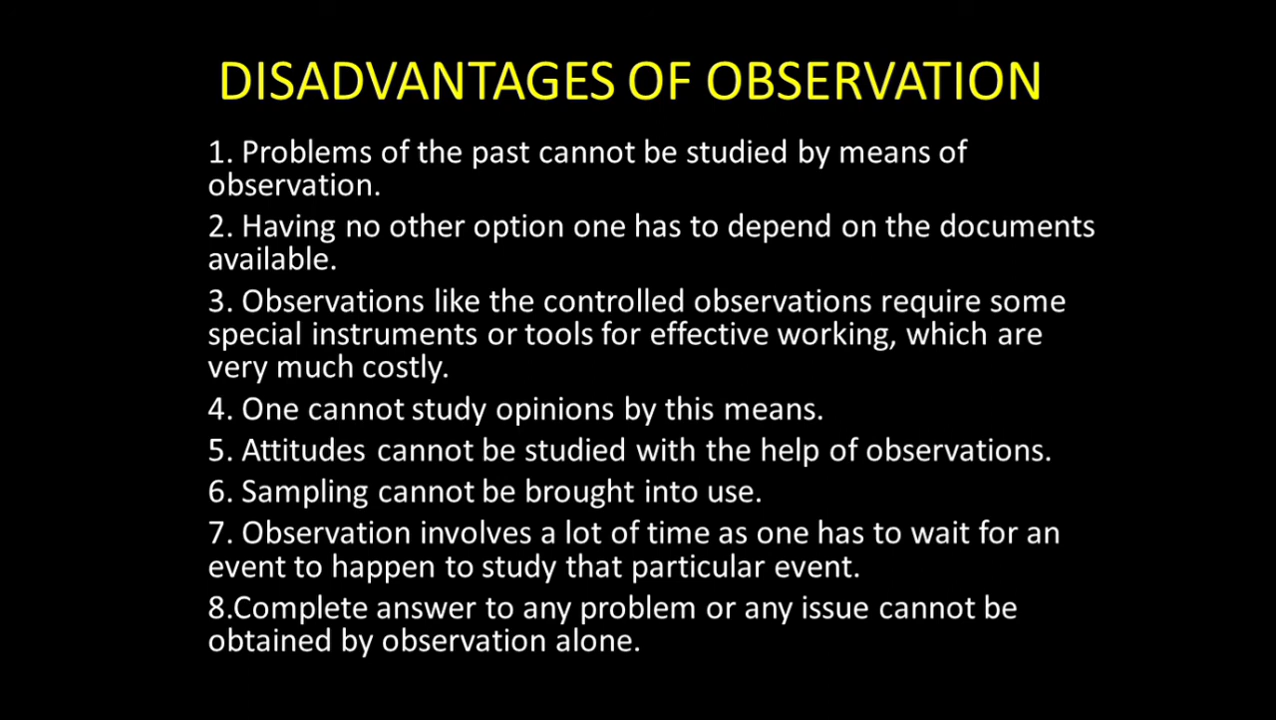 DISADVANTAGES OF OBSERVATION
1. Problems of the past cannot be studied by means of
observation.
2. Having no other option one has to depend on the documents
available.
3. Observations like the controlled observations require some
special instruments or tools for effective working, which are
very much costly.
4. One cannot study opinions by this means.
5. Attitudes cannot be studied with the help of observations.
6. Sampling cannot be brought into use.
7. Observation involves a lot of time as one has to wait for an
event to happen to study that particular event.
8.Complete answer to any problem or any issue cannot be
obtained by observation alone.